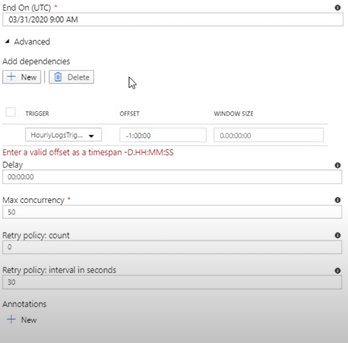 End On (UTC) *
03/31/2020 9:00 AM
Advanced
Add dependencies
New Delete
TRIGGER OFFSET WINDOW SIZE
HourlyLogsTrig... -1:00:00 0.00:00:00
Enter a valid offset as a timespan -D.HH:MM:SS
Delay
00:00:00
Max concurrency *
50
Retry policy: count
0
Retry policy: interval in seconds
30
Annotations
New